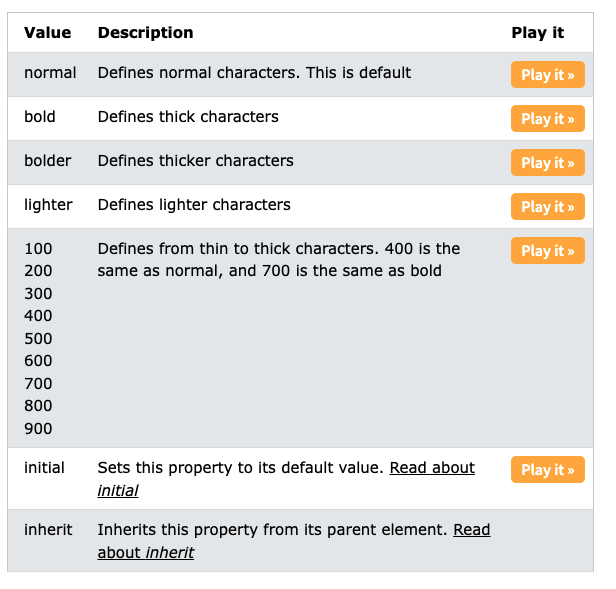 Value Description Play it
normal Defines normal characters. This is default Play it »
bold Defines thick characters Play it »
bolder Defines thicker characters Play it »
lighter Defines lighter characters Play it »
100 Defines from thin to thick characters. 400 is the Play it »
200 same as normal, and 700 is the same as bold
300
400
500
600
700
800
900
initial Sets this property to its default value. Read about Play it »
initial
inherit Inherits this property from its parent element. Read
about inherit